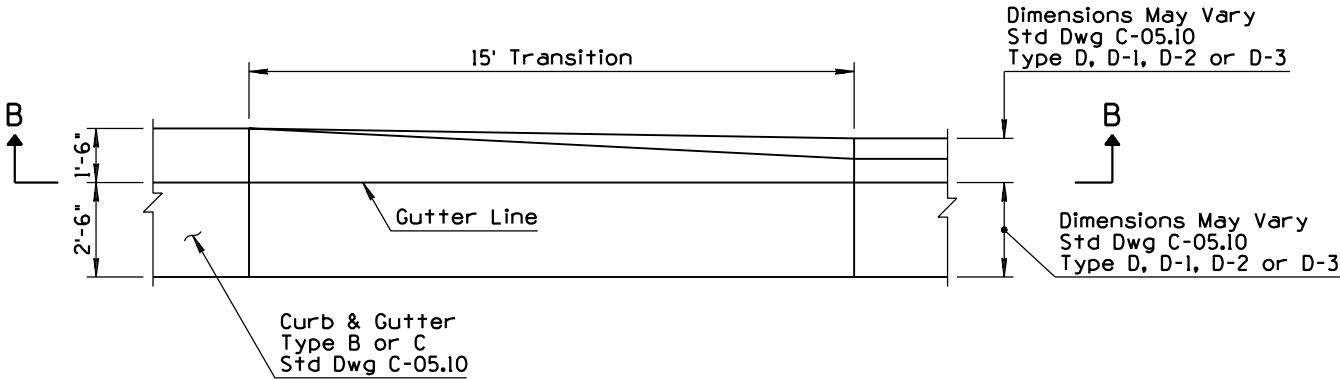 Dimensions May Vary
Std Dwg C-05.10
Type D, D-1, D-2 or D-3
15' Transition
B
B
1'-6"
2'-6"
Gutter Line
Dimensions May Vary
Std Dwg C-05.10
Type D, D-1, D-2 or D-3
Curb & Gutter
Type B or C
Std Dwg C-05.10